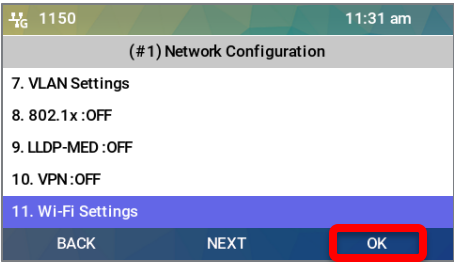 1150 11:31 am
(#1) Network Configuration
7. VLAN Settings
8. 802.1x :OFF
9. LLDP-MED :OFF
10. VPN :OFF
11. Wi-Fi Settings
BACK NEXT OK